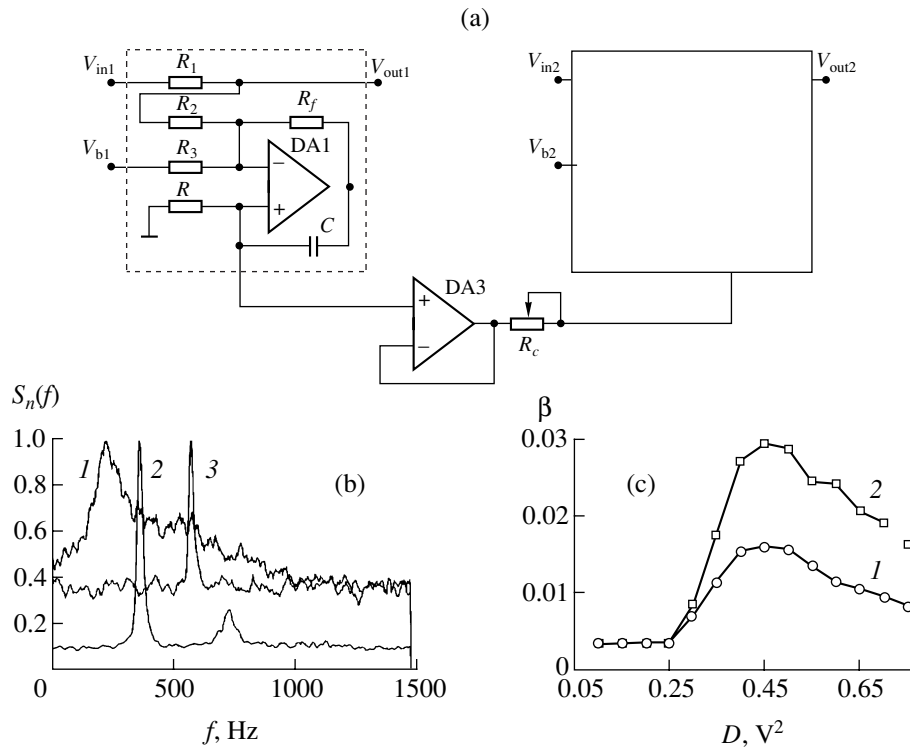 (a)
V_in1 R_1 V_out1 V_in2 V_out2
R_2 R_f
DA1
V_b1 R_3 − V_b2
R + C
DA3
+
−
R_c
S_n(f) β
1.0 0.03
1 2 3 (b) (c)
0.8 2
0.6 0.02
0.4 0.01 1
0.2
0 500 1000 1500 0 0.05 0.25 0.45 0.65
f, Hz D, V²